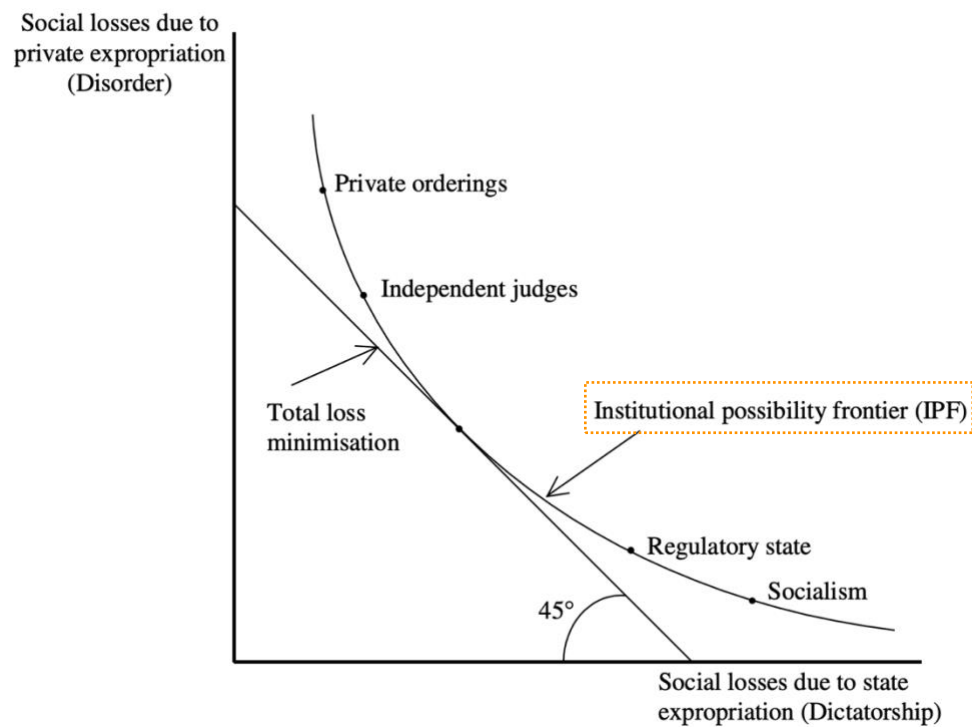 Social losses due to
private expropriation
(Disorder)
Private orderings
Independent judges
Total loss
minimisation
Institutional possibility frontier (IPF)
Regulatory state
Socialism
45°
Social losses due to state
expropriation (Dictatorship)